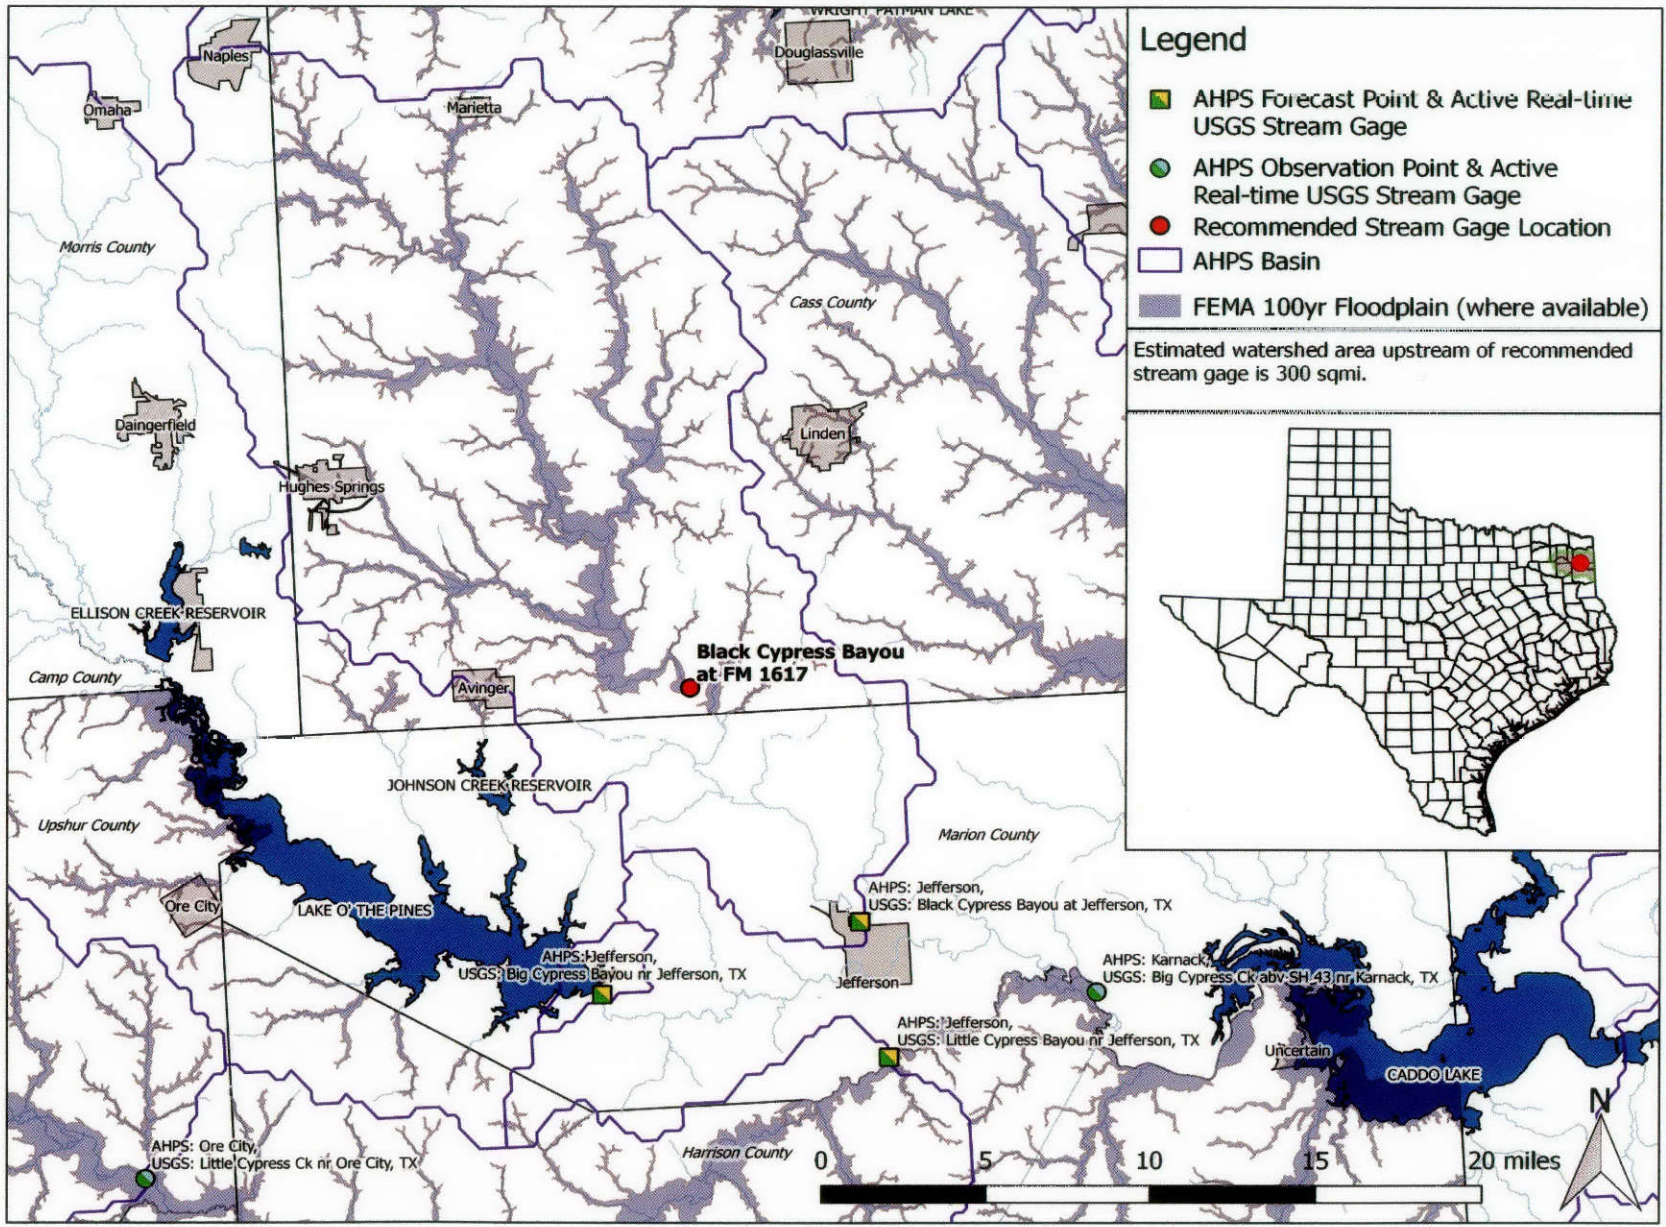 WRIGHT PATMAN LAKE
Naples
Douglassville
Omaha
Marietta
Morris County
Cass County
Daingerfield
Linden
Hughes Springs
ELLISON CREEK RESERVOIR
Black Cypress Bayou
at FM 1617
Camp County
Avinger
JOHNSON CREEK RESERVOIR
Upshur County
Marion County
Ore City
LAKE O' THE PINES
AHPS: Jefferson,
USGS: Black Cypress Bayou at Jefferson, TX
AHPS: Jefferson,
USGS: Big Cypress Bayou nr Jefferson, TX
Jefferson
AHPS: Karnack,
USGS: Big Cypress Ck abv SH 43 nr Karnack, TX
AHPS: Jefferson,
USGS: Little Cypress Bayou nr Jefferson, TX
Uncertain
CADDO LAKE
AHPS: Ore City,
USGS: Little Cypress Ck nr Ore City, TX
Harrison County
0 5 10 15 20 miles
N
Legend
AHPS Forecast Point & Active Real-time
USGS Stream Gage
AHPS Observation Point & Active
Real-time USGS Stream Gage
Recommended Stream Gage Location
AHPS Basin
FEMA 100yr Floodplain (where available)
Estimated watershed area upstream of recommended
stream gage is 300 sqmi.